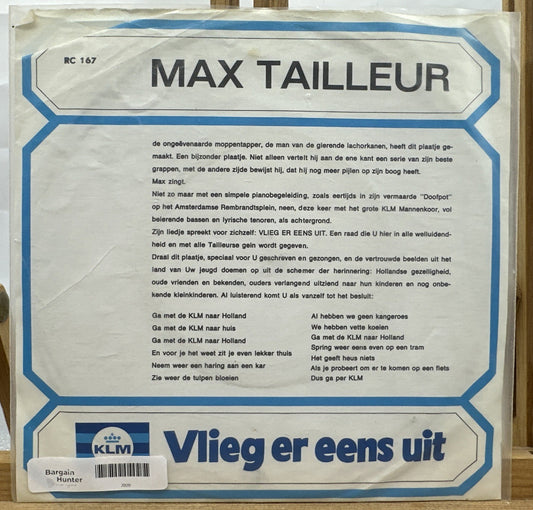 RC 167
MAX TAILLEUR
de ongeëvenaarde moppentapper, de man van de gierende lachorkanen, heeft dit plaatje ge-
maakt. Een bijzonder plaatje. Niet alleen vertelt hij aan de ene kant een serie van zijn beste
grappen, met de andere zijde bewijst hij, dat hij nog meer pijlen op zijn boog heeft.
Max zingt.
Niet zo maar met een simpele pianobegeleiding, zoals eertijds in zijn vermaarde "Doofpot"
op het Amsterdamse Rembrandtsplein, neen, deze keer met het grote KLM Mannenkoor, vol
beierende bassen en lyrische tenoren, als achtergrond.
Zijn liedje spreekt voor zichzelf: VLIEG ER EENS UIT. Een raad die U hier in alle welluidend-
heid en met alle Tailleurse gein wordt gegeven.
Draai dit plaatje, speciaal voor U geschreven en gezongen, en de vertrouwde beelden uit het
land van Uw jeugd doemen op uit de schemer der herinnering: Hollandse gezelligheid,
oude vrienden en bekenden, ouders verlangend uitziend naar hun kinderen en nog onbe-
kende kleinkinderen. Al luisterend komt U als vanzelf tot het besluit:
Ga met de KLM naar Holland
Ga met de KLM naar huis
Ga met de KLM naar Holland
En voor je het weet zit je even lekker thuis
Neem weer een haring aan een kar
Zie weer de tulpen bloeien
Al hebben we geen kangeroes
We hebben vette koeien
Ga met de KLM naar Holland
Spring weer eens even op een tram
Het geeft heus niets
Als je probeert om er te komen op een fiets
Dus ga per KLM
KLM
Vlieg er eens uit
Bargain
Hunter